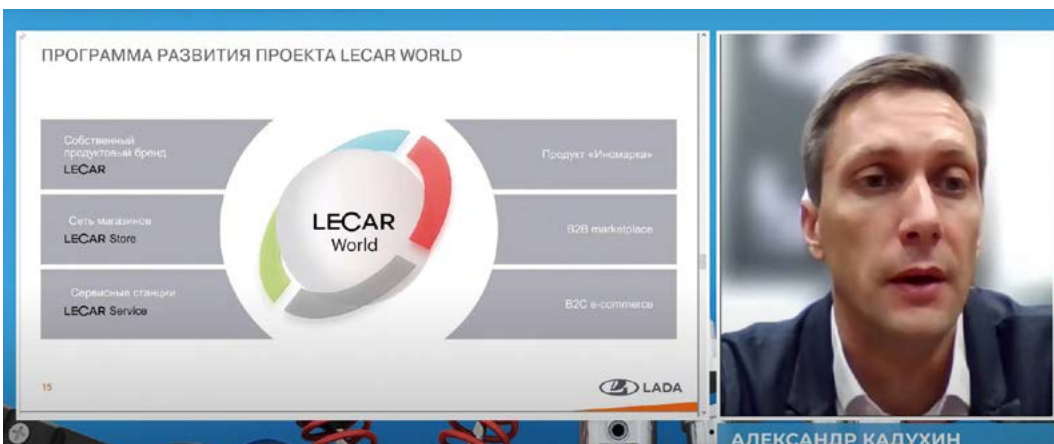 ПРОГРАММА РАЗВИТИЯ ПРОЕКТА LECAR WORLD
Собственный
продуктовый бренд
LECAR
Сеть магазинов
LECAR Store
Сервисные станции
LECAR Service
LECAR
World
Продукт «Иномарка»
B2B marketplace
B2C e-commerce
15
LADA
АЛЕКСАНДР КАДУХИН